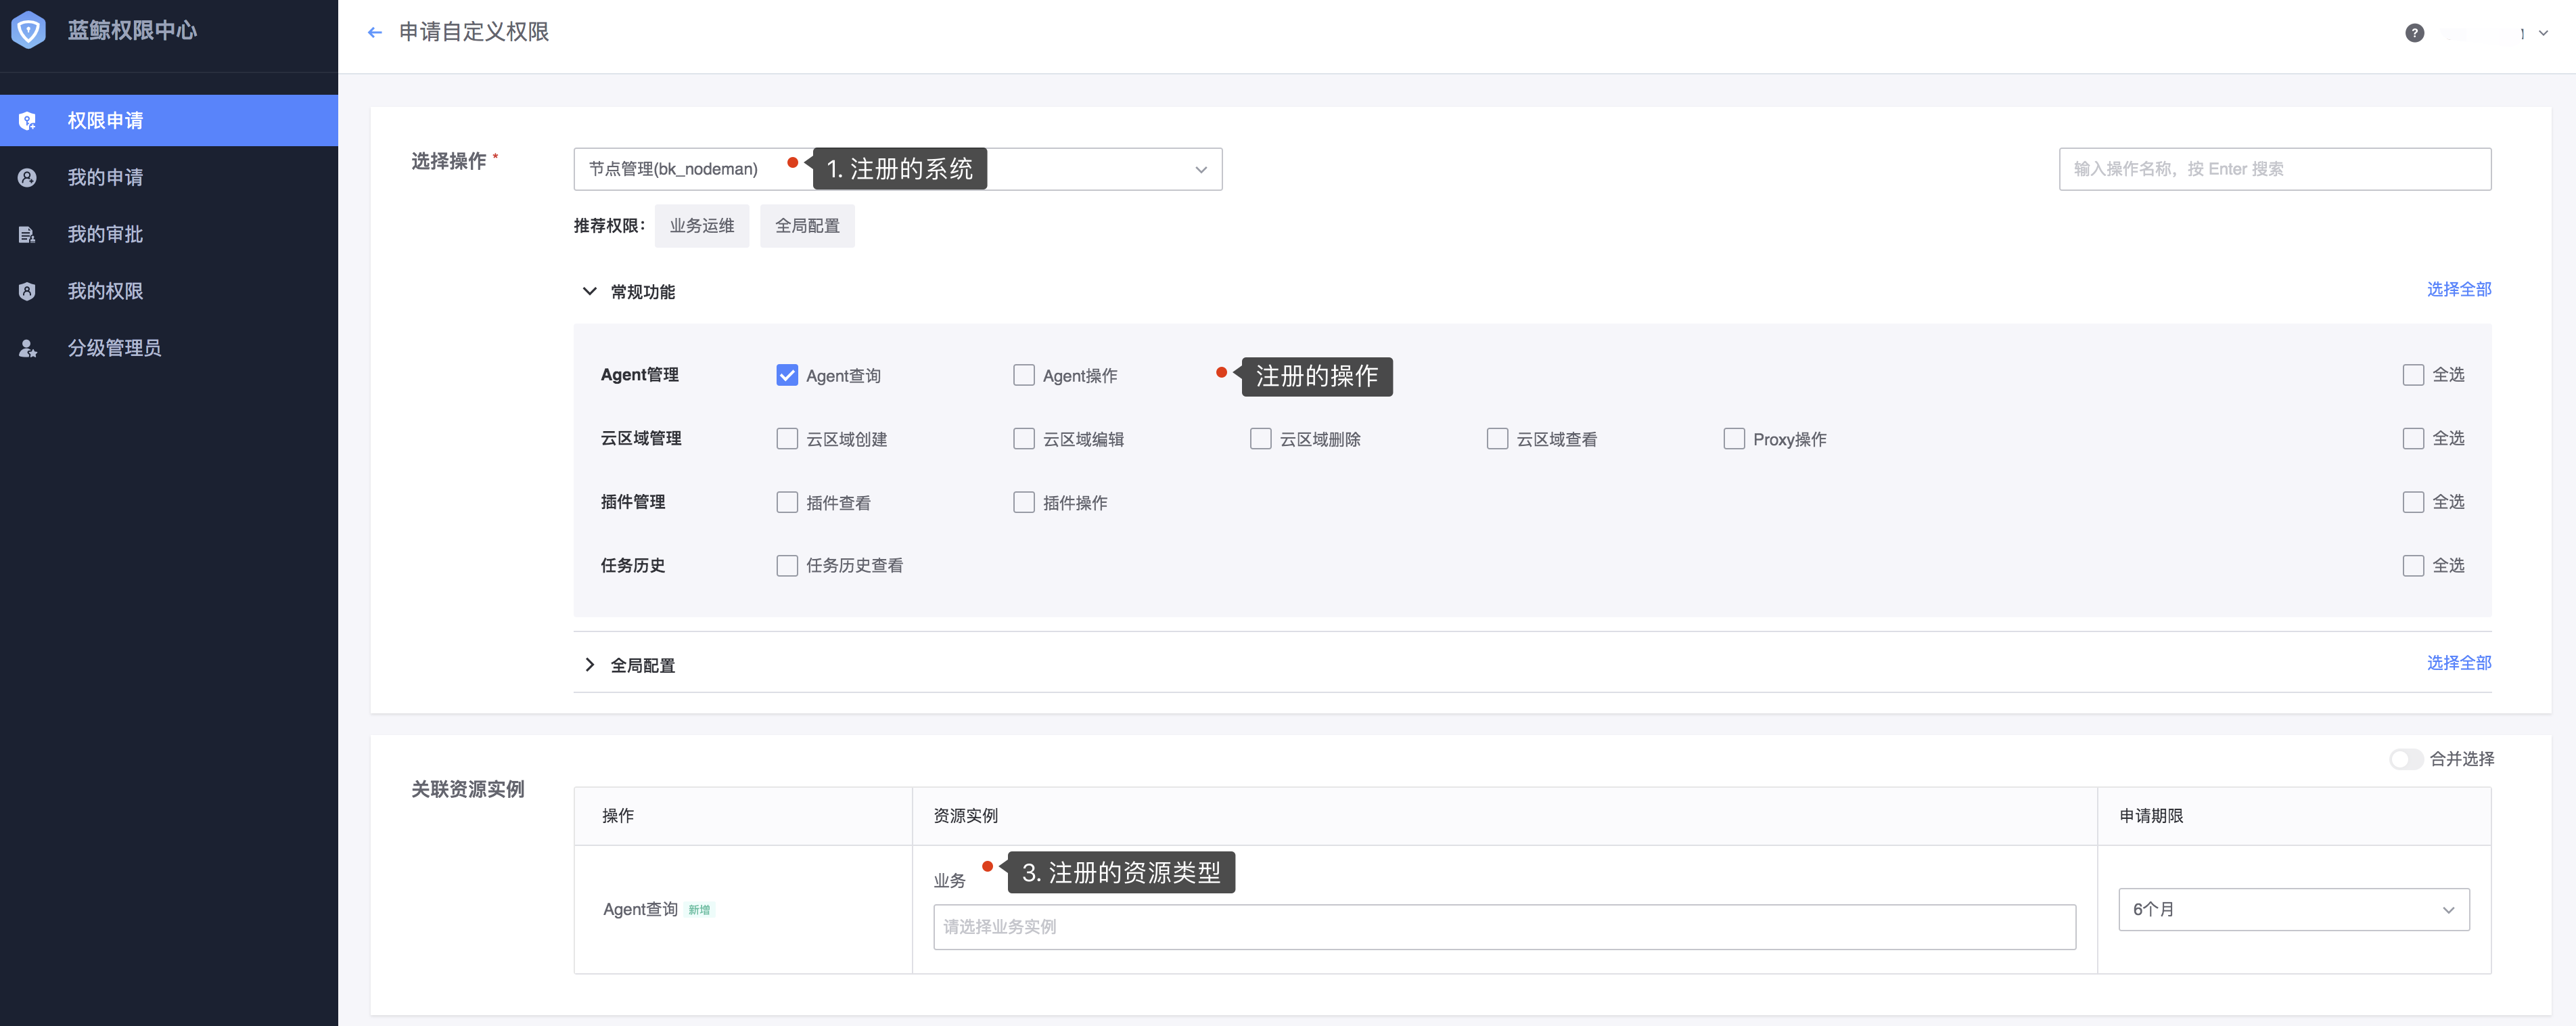 蓝鲸权限中心
权限申请
我的申请
我的审批
我的权限
分级管理员
申请自定义权限
?
选择操作 *
节点管理(bk_nodeman)
1. 注册的系统
输入操作名称，按 Enter 搜索
推荐权限：
业务运维
全局配置
常规功能
选择全部
Agent管理
Agent查询
Agent操作
注册的操作
全选
云区域管理
云区域创建
云区域编辑
云区域删除
云区域查看
Proxy操作
全选
插件管理
插件查看
插件操作
全选
任务历史
任务历史查看
全选
全局配置
选择全部
合并选择
关联资源实例
操作
资源实例
申请期限
业务
3. 注册的资源类型
Agent查询 新增
请选择业务实例
6个月